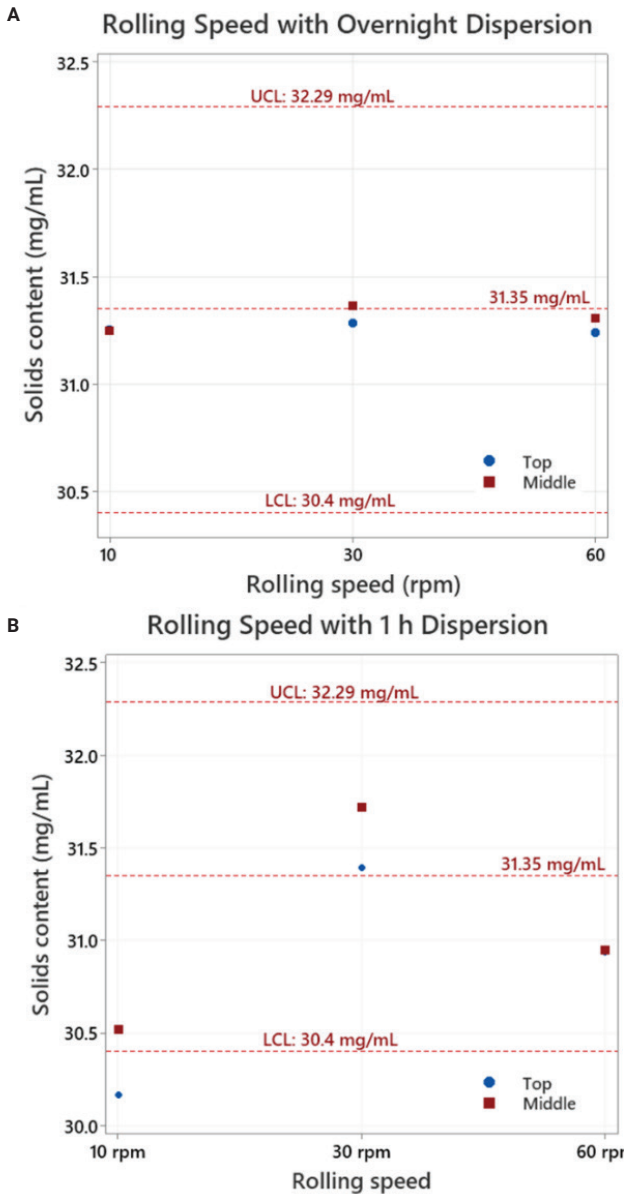 A
Rolling Speed with Overnight Dispersion
32.5
UCL: 32.29 mg/mL
32.0
31.5
31.35 mg/mL
31.0
30.5
LCL: 30.4 mg/mL
Solids content (mg/mL)
Top
Middle
10 30 60
Rolling speed (rpm)
B
Rolling Speed with 1 h Dispersion
32.5
UCL: 32.29 mg/mL
32.0
31.5
31.35 mg/mL
31.0
30.5
LCL: 30.4 mg/mL
30.0
Solids content (mg/mL)
Top
Middle
10 rpm 30 rpm 60 rpr
Rolling speed